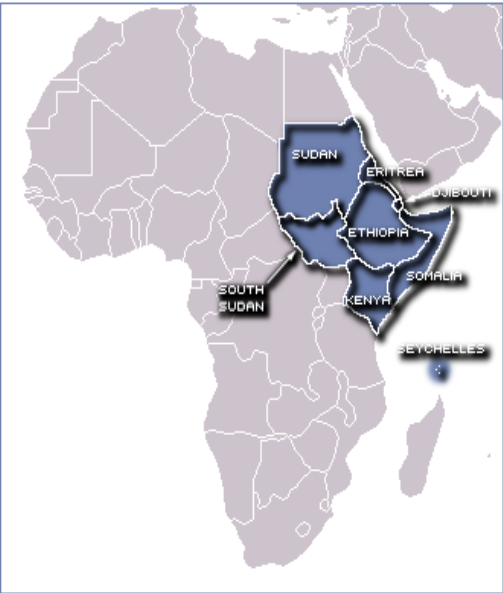 SUDAN
ERITREA
DJIBOUTI
ETHIOPIA
SOMALIA
SOUTH
SUDAN
KENYA
SEYCHELLES